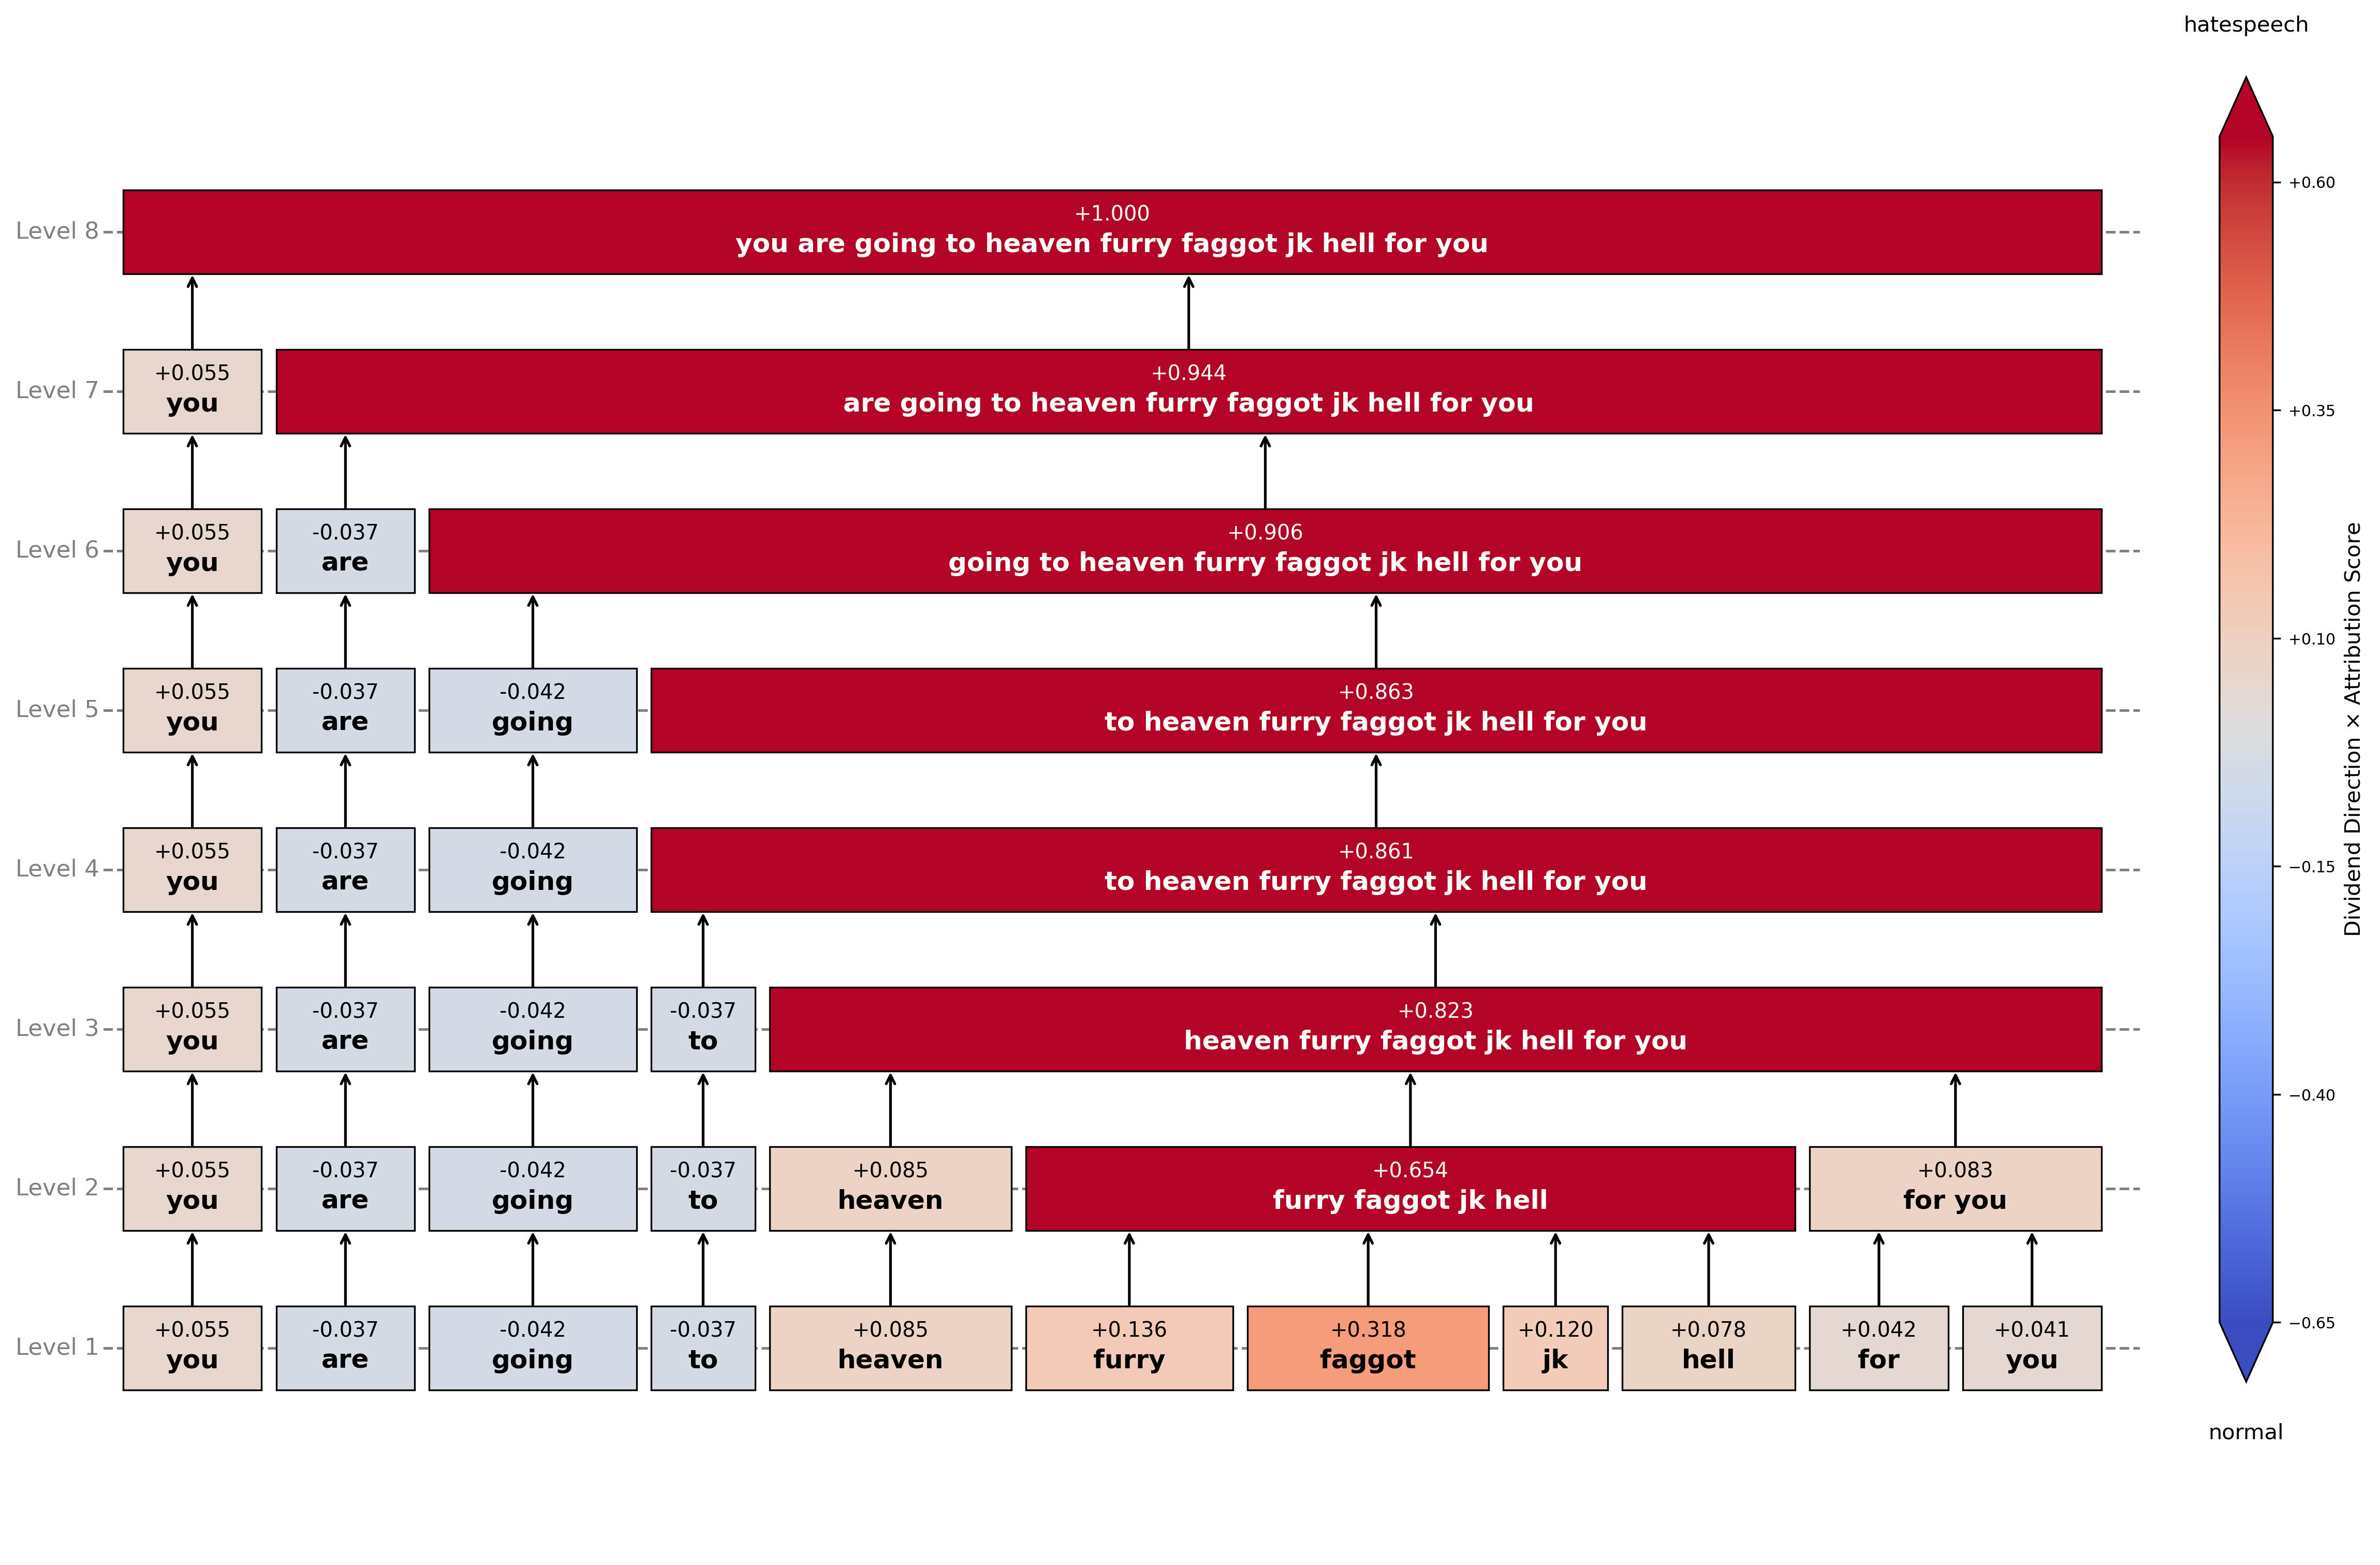 hatespeech
Level 8
+1.000
you are going to heaven furry faggot jk hell for you
Level 7
+0.055 +0.944
you are going to heaven furry faggot jk hell for you
Level 6
+0.055 -0.037 +0.906
you are going to heaven furry faggot jk hell for you
Level 5
+0.055 -0.037 -0.042 +0.863
you are going to heaven furry faggot jk hell for you
Level 4
+0.055 -0.037 -0.042 +0.861
you are going to heaven furry faggot jk hell for you
Level 3
+0.055 -0.037 -0.042 -0.037 +0.823
you are going to heaven furry faggot jk hell for you
Level 2
+0.055 -0.037 -0.042 -0.037 +0.085 +0.654 +0.083
you are going to heaven furry faggot jk hell for you
Level 1
+0.055 -0.037 -0.042 -0.037 +0.085 +0.136 +0.318 +0.120 +0.078 +0.042 +0.041
you are going to heaven furry faggot jk hell for you
+0.60
+0.35
+0.10
−0.15
−0.40
−0.65
Dividend Direction × Attribution Score
normal